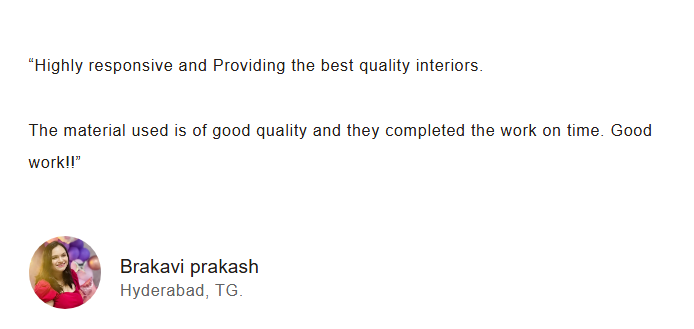 “Highly responsive and Providing the best quality interiors.
The material used is of good quality and they completed the work on time. Good
work!!”
Brakavi prakash
Hyderabad, TG.